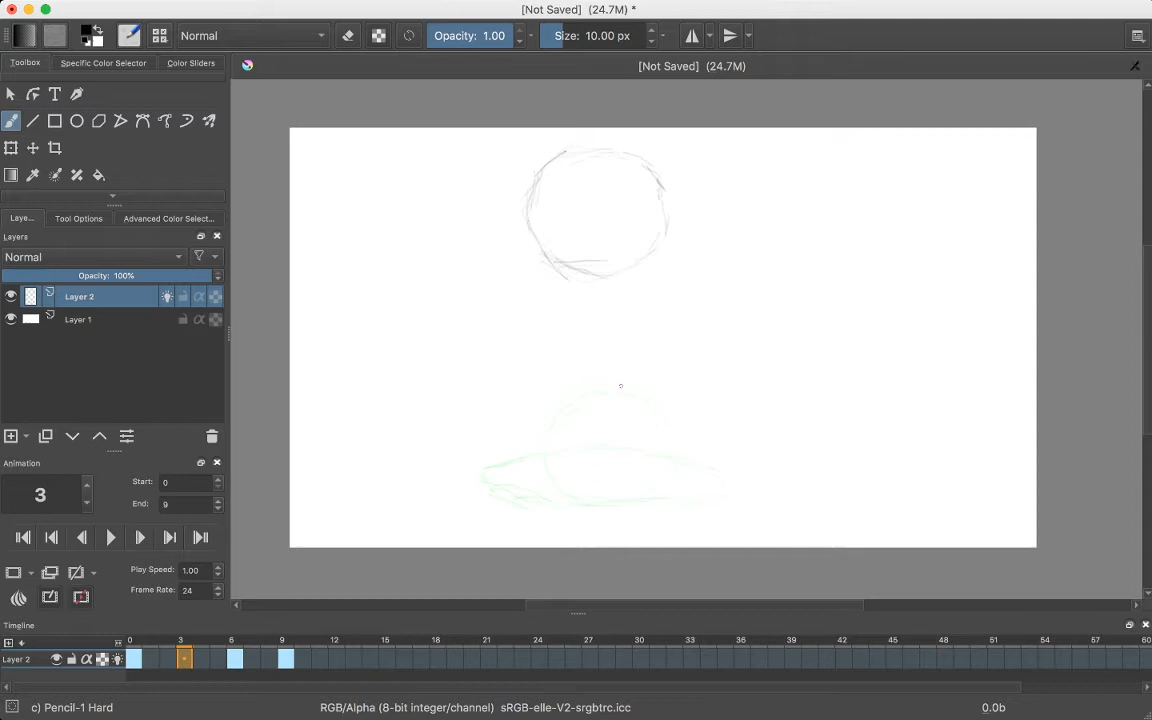 [Not Saved] (24.7M) *
Normal
Opacity: 1.00
Size: 10.00 px
Toolbox
Specific Color Selector
Color Sliders
[Not Saved] (24.7M)
Laye...
Tool Options
Advanced Color Select...
Layers
Normal
Opacity: 100%
Layer 2
Layer 1
Animation
3
Start: 0
End: 9
Play Speed: 1.00
Frame Rate: 24
Timeline
0 3 6 9 12 15 18 21 24 27 30 33 36 39 42 45 48 51 54 57 60
Layer 2
c) Pencil-1 Hard
RGB/Alpha (8-bit integer/channel) sRGB-elle-V2-srgbtrc.icc
0.0b